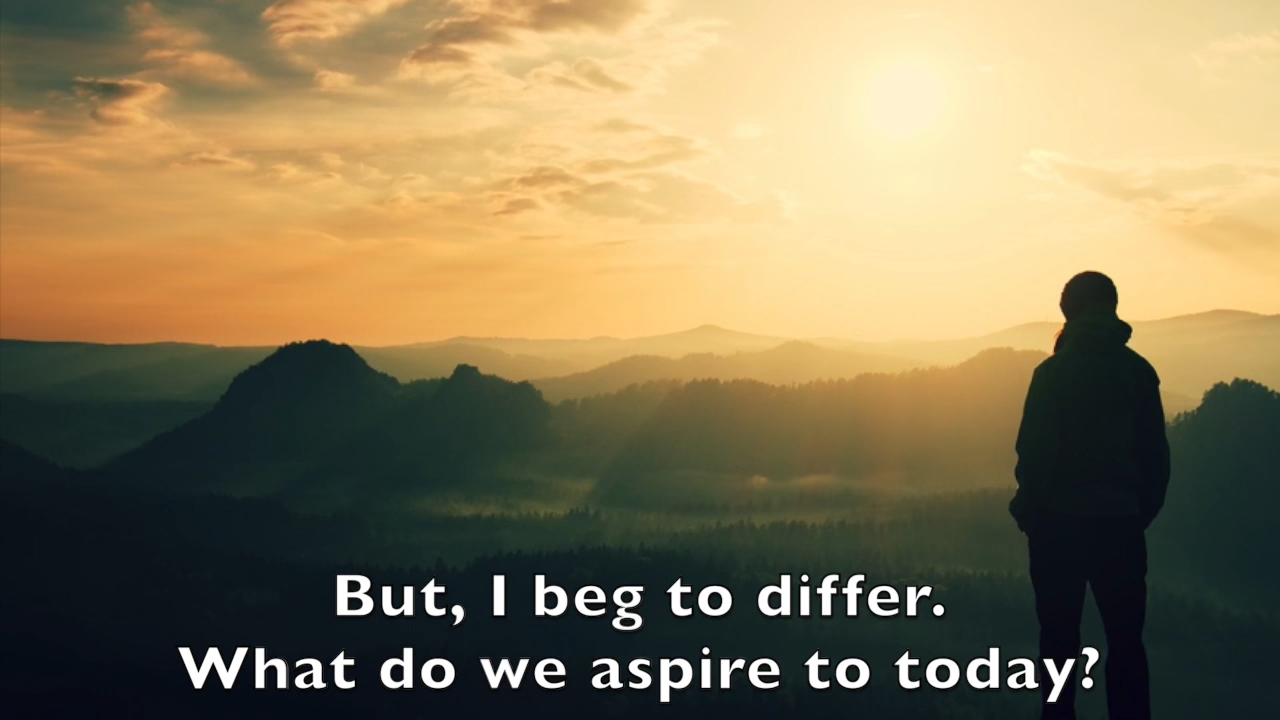 But, I beg to differ.
What do we aspire to today?